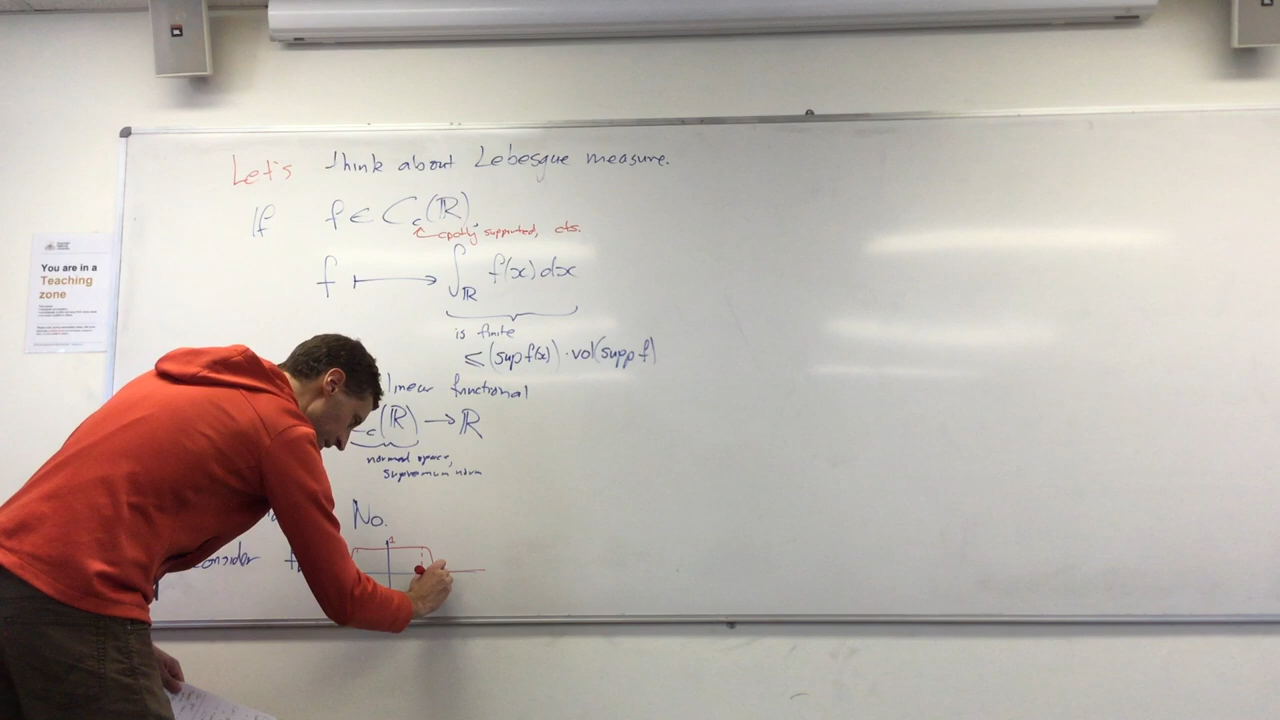 You are in a
Teaching
zone
Let's think about Lebesgue measure.
If f ∈ C_c(ℝ)
cpctly supported, cts.
f ⟼ ∫_ℝ f(x) dx
is finite
≤ (sup f(x)) · vol(supp f)
linear functional
c(ℝ) → ℝ
normed space,
supremum norm
No.
1